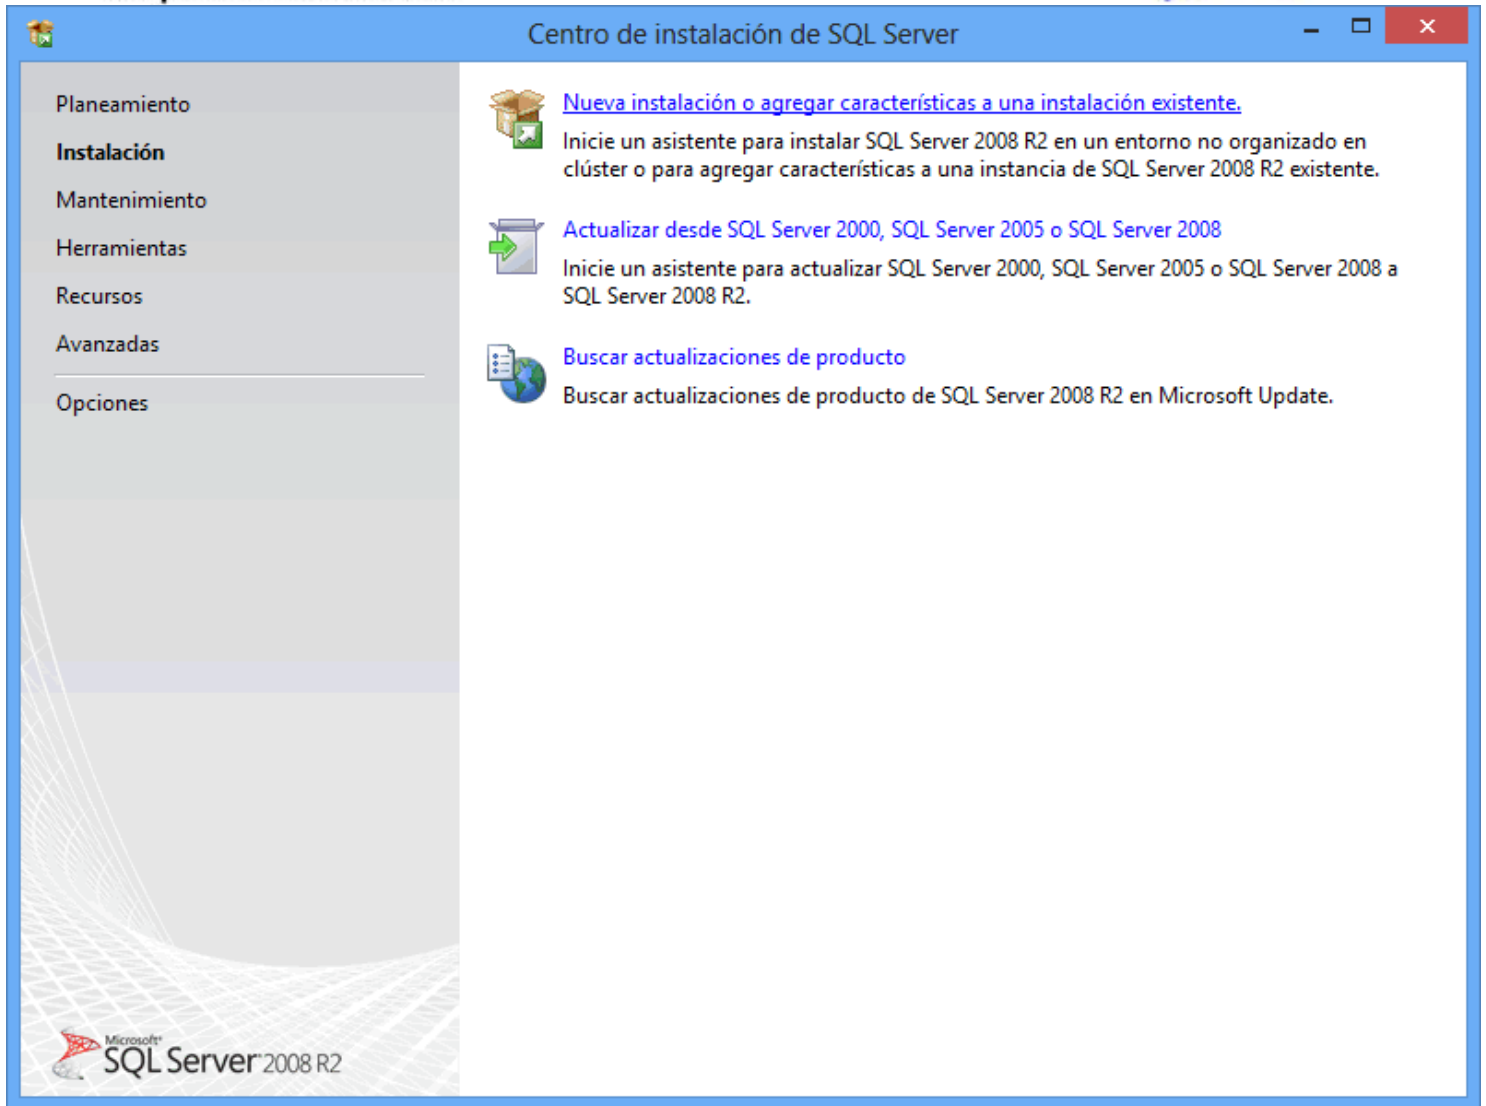 Centro de instalación de SQL Server
Planeamiento
Instalación
Mantenimiento
Herramientas
Recursos
Avanzadas
Opciones
Nueva instalación o agregar características a una instalación existente.
Inicie un asistente para instalar SQL Server 2008 R2 en un entorno no organizado en
clúster o para agregar características a una instancia de SQL Server 2008 R2 existente.
Actualizar desde SQL Server 2000, SQL Server 2005 o SQL Server 2008
Inicie un asistente para actualizar SQL Server 2000, SQL Server 2005 o SQL Server 2008 a
SQL Server 2008 R2.
Buscar actualizaciones de producto
Buscar actualizaciones de producto de SQL Server 2008 R2 en Microsoft Update.
Microsoft®
SQL Server® 2008 R2